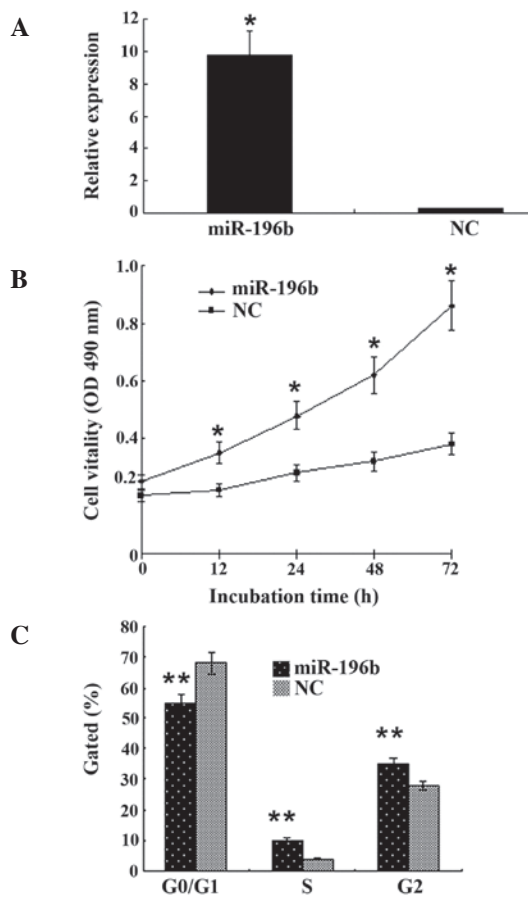 A
Relative expression
12
10
8
6
4
2
0
*
miR-196b NC
B
Cell vitality (OD 490 nm)
1.0
0.8
0.6
0.4
0.2
0
miR-196b
NC
* * * *
0 12 24 48 72
Incubation time (h)
C
Gated (%)
80
70
60
50
40
30
20
10
0
miR-196b
NC
** ** **
G0/G1 S G2